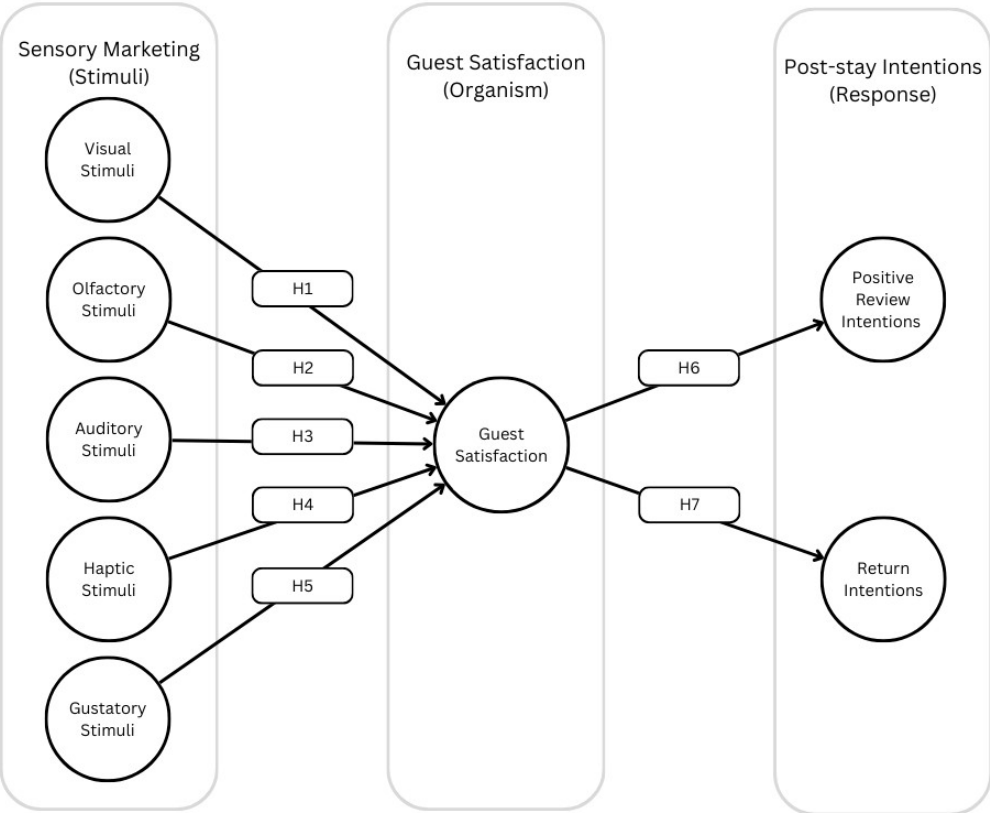 Sensory Marketing
(Stimuli)
Guest Satisfaction
(Organism)
Post-stay Intentions
(Response)
Visual
Stimuli
Olfactory
Stimuli
Auditory
Stimuli
Haptic
Stimuli
Gustatory
Stimuli
H1
H2
H3
H4
H5
Guest
Satisfaction
H6
H7
Positive
Review
Intentions
Return
Intentions